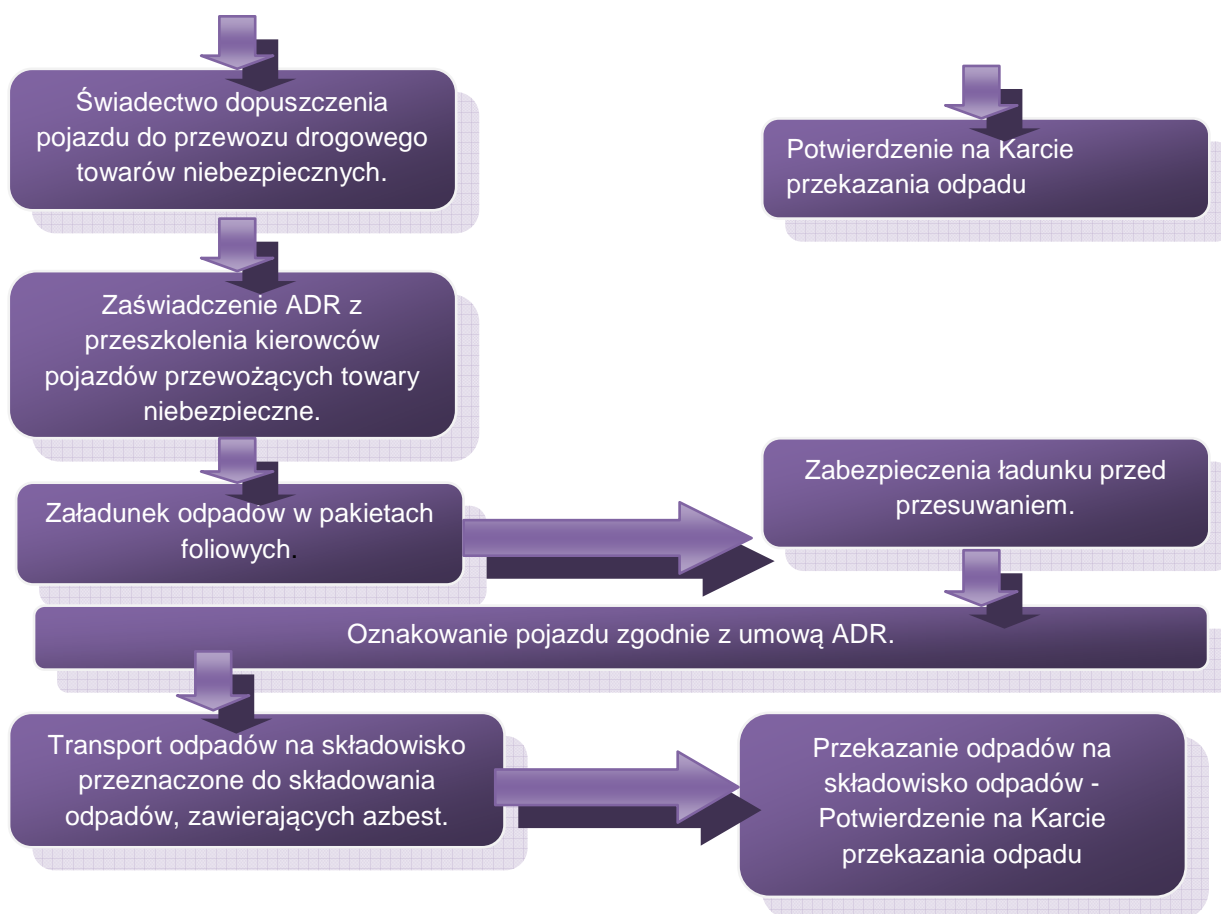 Świadectwo dopuszczenia
pojazdu do przewozu drogowego
towarów niebezpiecznych.
Potwierdzenie na Karcie
przekazania odpadu
Zaświadczenie ADR z
przeszkolenia kierowców
pojazdów przewożących towary
niebezpieczne.
Załadunek odpadów w pakietach
foliowych.
Zabezpieczenia ładunku przed
przesuwaniem.
Oznakowanie pojazdu zgodnie z umową ADR.
Transport odpadów na składowisko
przeznaczone do składowania
odpadów, zawierających azbest.
Przekazanie odpadów na
składowisko odpadów -
Potwierdzenie na Karcie
przekazania odpadu